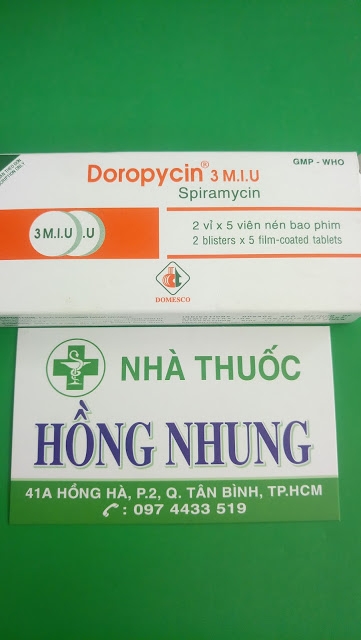 GMP - WHO
Doropycin® 3 M.I.U
Spiramycin
3 M.I.U .U
2 vỉ x 5 viên nén bao phim
2 blisters x 5 film-coated tablets
DOMESCO
NHÀ THUỐC
HỒNG NHUNG
41A HỒNG HÀ, P.2, Q. TÂN BÌNH, TP.HCM
: 097 4433 519